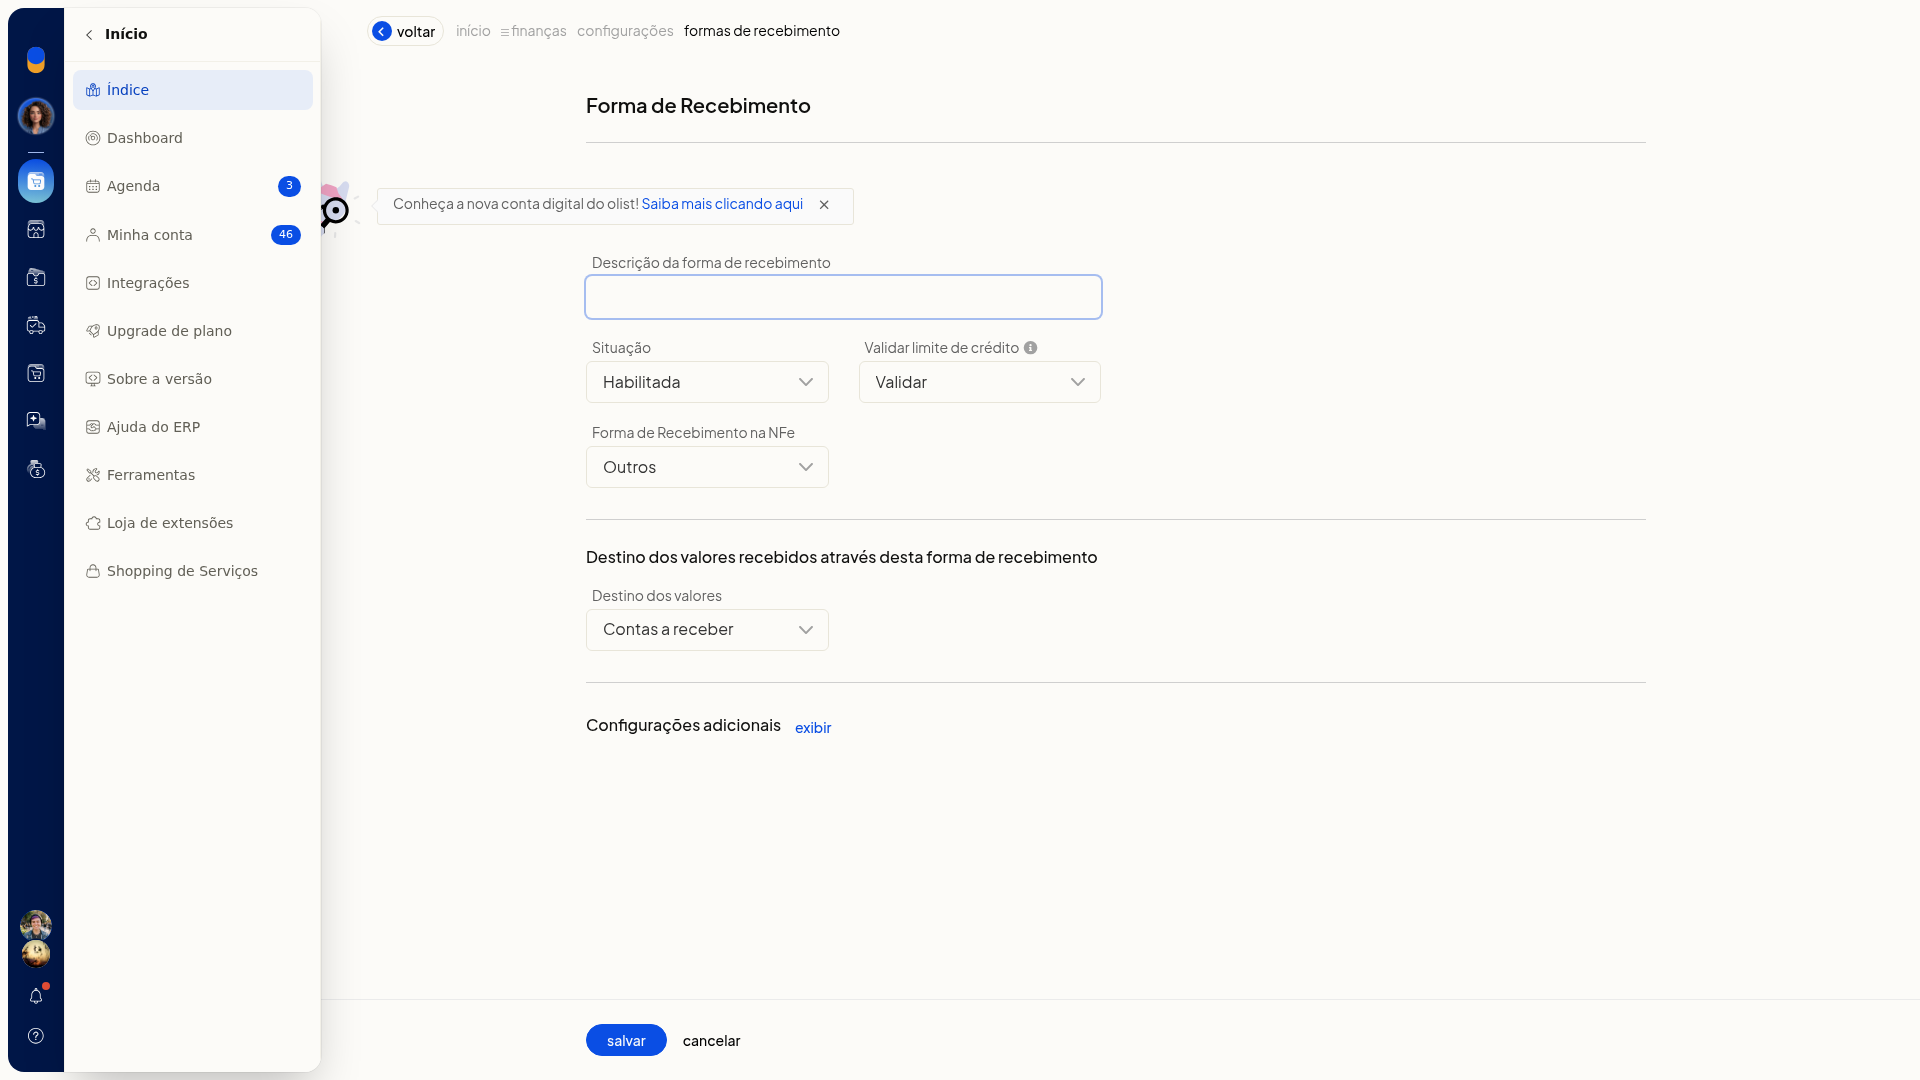 Início
Índice
Dashboard
Agenda
3
Minha conta
46
Integrações
Upgrade de plano
Sobre a versão
Ajuda do ERP
Ferramentas
Loja de extensões
Shopping de Serviços
voltar início finanças configurações formas de recebimento
Forma de Recebimento
Conheça a nova conta digital do olist! Saiba mais clicando aqui
Descrição da forma de recebimento
Situação
Habilitada
Validar limite de crédito
Validar
Forma de Recebimento na NFe
Outros
Destino dos valores recebidos através desta forma de recebimento
Destino dos valores
Contas a receber
Configurações adicionais exibir
salvar cancelar